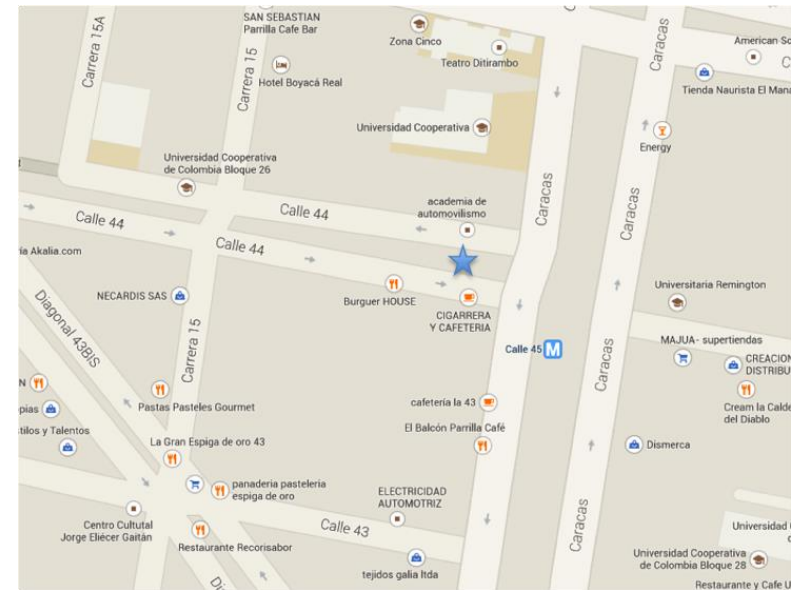 SAN SEBASTIAN
Parrilla Cafe Bar
Carrera 15A
Carrera 15
Hotel Boyacá Real
Zona Cinco
Teatro Ditirambo
Caracas
American Sc
Tienda Naurista El Mana
Universidad Cooperativa
Energy
Universidad Cooperativa
de Colombia Bloque 26
academia de
automovilismo
Caracas
Caracas
Calle 44
Calle 44
Calle 44
ía Akalia.com
NECARDIS SAS
Burguer HOUSE
CIGARRERA
Y CAFETERIA
Universitaria Remington
Diagonal 43BIS
Carrera 15
Calle 45 M
MAJUA- supertiendas
CREACION
DISTRIBU
Caracas
N
pias
stilos y Talentos
Pastas Pasteles Gourmet
cafetería la 43
El Balcón Parrilla Café
Cream la Calde
del Diablo
La Gran Espiga de oro 43
Dismerca
panaderia pasteleria
espiga de oro
ELECTRICIDAD
AUTOMOTRIZ
Centro Cultutal
Jorge Eliécer Gaitán
Calle 43
Caracas
Restaurante Recorisabor
Universidad
Universidad Cooperativa
de Colombia Bloque 28
tejidos galia ltda
Restaurante y Cafe U